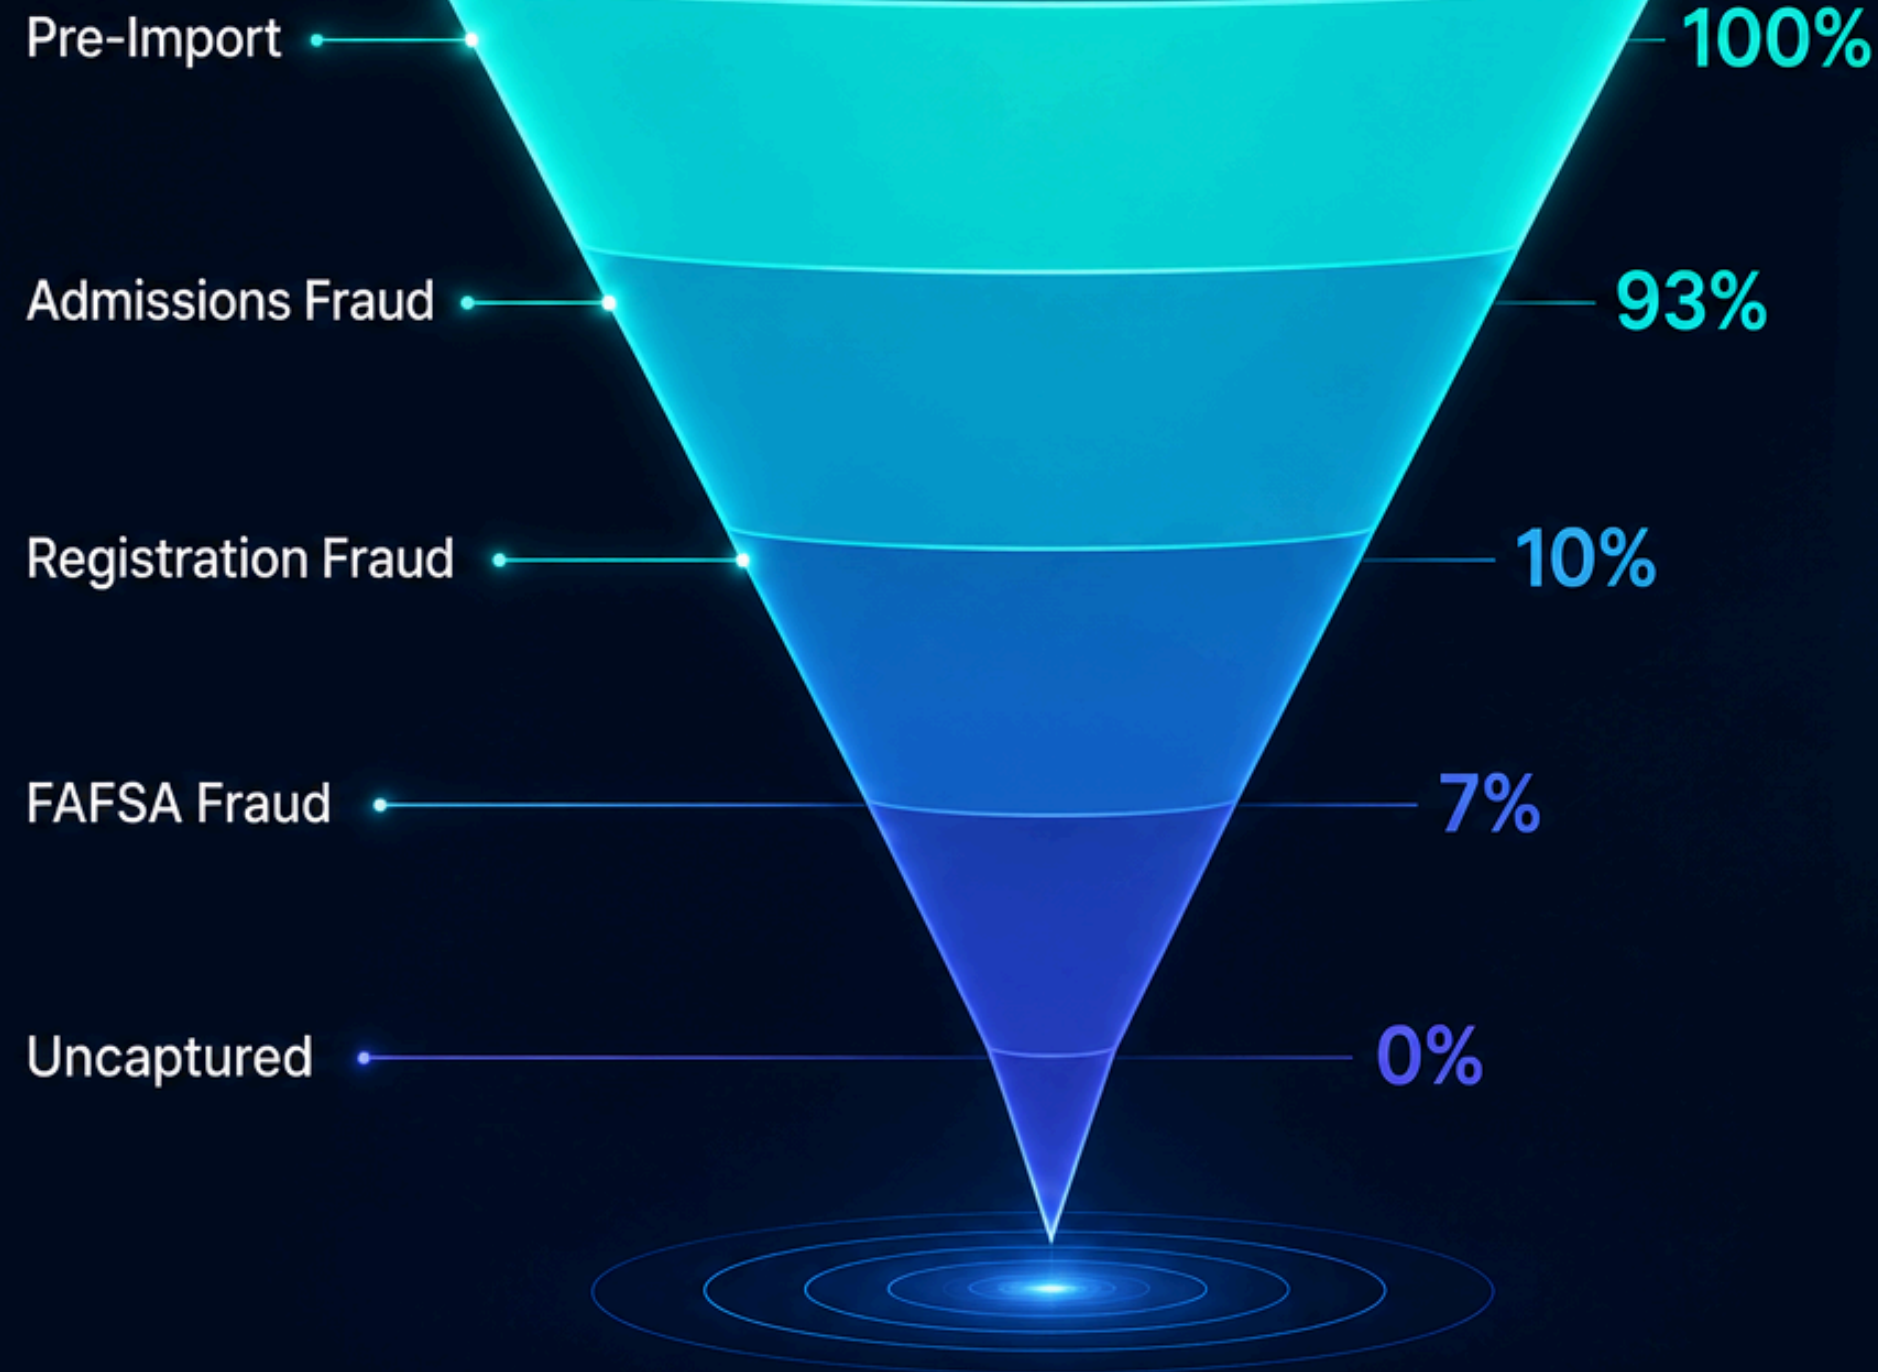 Pre-Import 100%
Admissions Fraud 93%
Registration Fraud 10%
FAFSA Fraud 7%
Uncaptured 0%